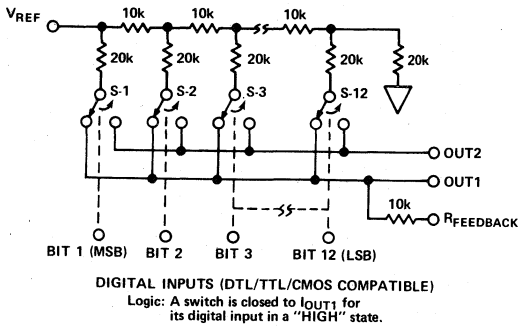 10k 10k 10k
VREF
20k 20k 20k 20k 20k
S-1 S-2 S-3 S-12
OUT2
OUT1
10k
RFEEDBACK
BIT 1 (MSB) BIT 2 BIT 3 BIT 12 (LSB)
DIGITAL INPUTS (DTL/TTL/CMOS COMPATIBLE)
Logic: A switch is closed to IOUT1 for
its digital input in a "HIGH" state.